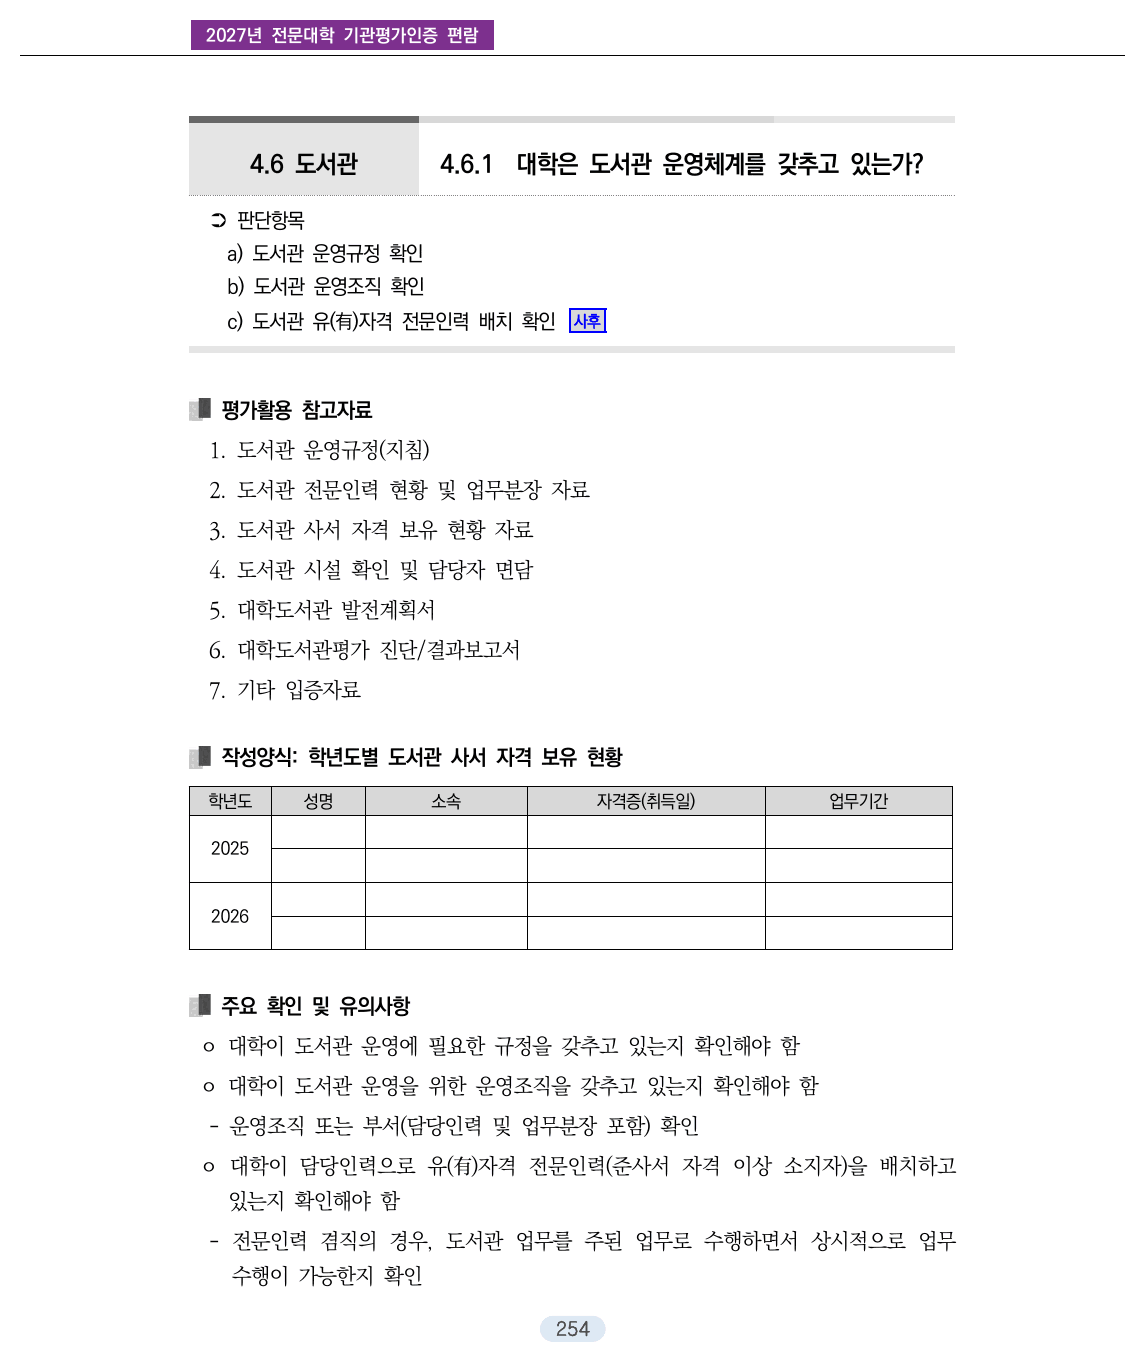 2027년 전문대학 기관평가인증 편람
4.6 도서관
4.6.1 대학은 도서관 운영체계를 갖추고 있는가?
➲ 판단항목
a) 도서관 운영규정 확인
b) 도서관 운영조직 확인
c) 도서관 유(有)자격 전문인력 배치 확인 사후
평가활용 참고자료
1. 도서관 운영규정(지침)
2. 도서관 전문인력 현황 및 업무분장 자료
3. 도서관 사서 자격 보유 현황 자료
4. 도서관 시설 확인 및 담당자 면담
5. 대학도서관 발전계획서
6. 대학도서관평가 진단/결과보고서
7. 기타 입증자료
작성양식: 학년도별 도서관 사서 자격 보유 현황
학년도 성명 소속 자격증(취득일) 업무기간
2025
2026
주요 확인 및 유의사항
o 대학이 도서관 운영에 필요한 규정을 갖추고 있는지 확인해야 함
o 대학이 도서관 운영을 위한 운영조직을 갖추고 있는지 확인해야 함
- 운영조직 또는 부서(담당인력 및 업무분장 포함) 확인
o 대학이 담당인력으로 유(有)자격 전문인력(준사서 자격 이상 소지자)을 배치하고
있는지 확인해야 함
- 전문인력 겸직의 경우, 도서관 업무를 주된 업무로 수행하면서 상시적으로 업무
수행이 가능한지 확인
254